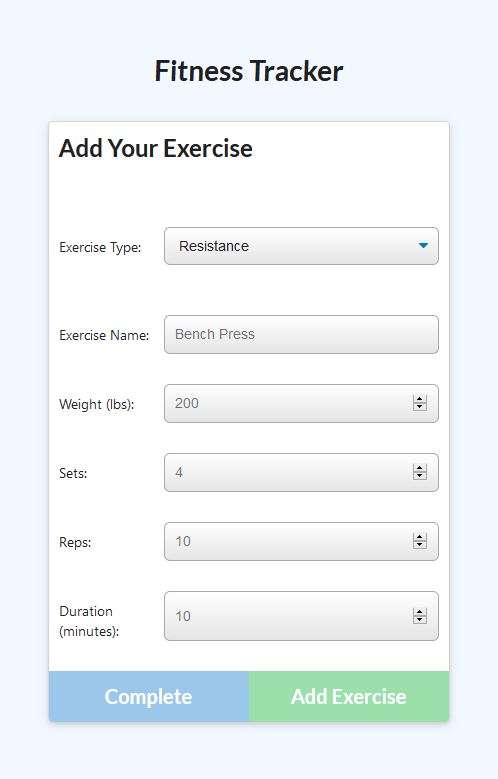 Fitness Tracker
Add Your Exercise
Exercise Type:
Resistance
Exercise Name:
Bench Press
Weight (lbs):
200
Sets:
4
Reps:
10
Duration
(minutes):
10
Complete
Add Exercise